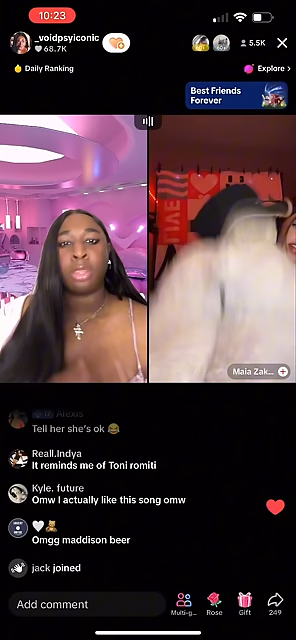 10:23
_voidpsyiconic
68.7K
5.5K
Daily Ranking
Explore >
Best Friends
Forever
Maia Zak...
Alexis
Tell her she's ok 😂
Reall.Indya
It reminds me of Toni romiti
Kyle. future
Omw I actually like this song omw
🤍🧸
Omgg maddison beer
jack joined
Add comment
Multi-g...
Rose
Gift
249